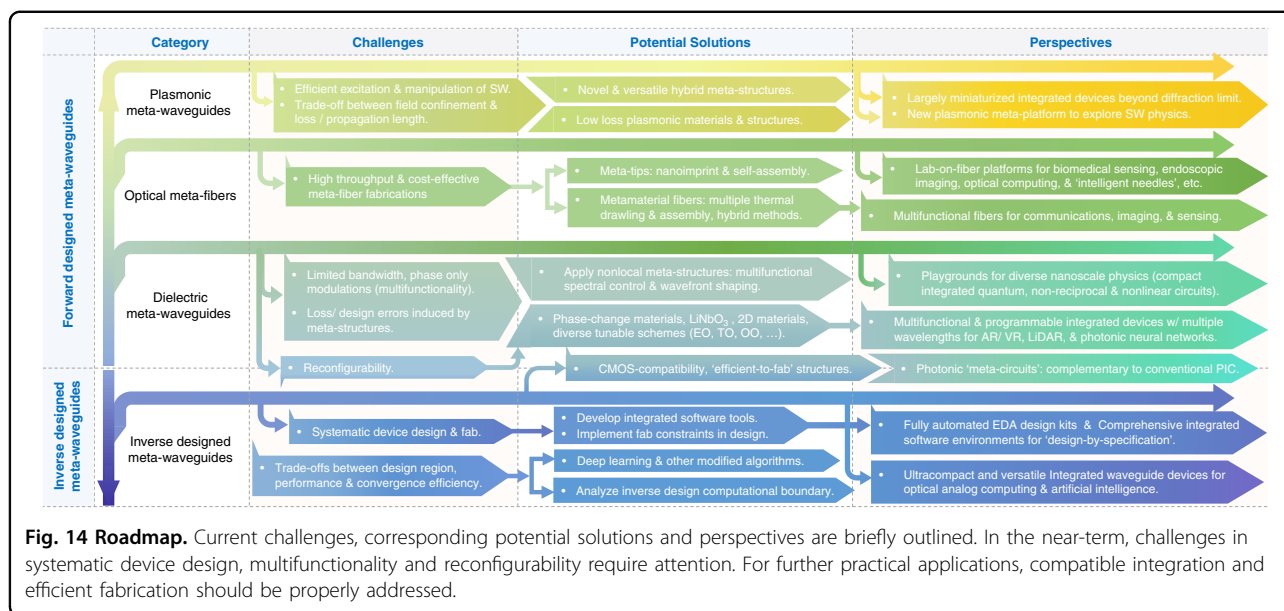 Category
Challenges
Potential Solutions
Perspectives
Forward designed meta-waveguides
Plasmonic
meta-waveguides
• Efficient excitation & manipulation of SW.
• Trade-off between field confinement &
loss / propagation length.
• Novel & versatile hybrid meta-structures.
• Low loss plasmonic materials & structures.
• Largely miniaturized integrated devices beyond diffraction limit.
• New plasmonic meta-platform to explore SW physics.
Optical meta-fibers
• High throughput & cost-effective
meta-fiber fabrications
• Meta-tips: nanoimprint & self-assembly.
• Metamaterial fibers: multiple thermal
drawling & assembly, hybrid methods.
• Lab-on-fiber platforms for biomedical sensing, endoscopic
imaging, optical computing, & ‘intelligent needles’, etc.
• Multifunctional fibers for communications, imaging, & sensing.
Dielectric
meta-waveguides
• Limited bandwidth, phase only
modulations (multifunctionality).
• Loss/ design errors induced by
meta-structures.
• Reconfigurability.
• Apply nonlocal meta-structures: multifunctional
spectral control & wavefront shaping.
• Phase-change materials, LiNbO₃ , 2D materials,
diverse tunable schemes (EO, TO, OO, …).
• CMOS-compatibility, ‘efficient-to-fab’ structures.
• Playgrounds for diverse nanoscale physics (compact
integrated quantum, non-reciprocal & nonlinear circuits).
• Multifunctional & programmable integrated devices w/ multiple
wavelengths for AR/ VR, LiDAR, & photonic neural networks.
• Photonic ‘meta-circuits’: complementary to conventional PIC.
Inverse designed
meta-waveguides
Inverse designed
meta-waveguides
• Systematic device design & fab.
• Trade-offs between design region,
performance & convergence efficiency.
• Develop integrated software tools.
• Implement fab constraints in design.
• Deep learning & other modified algorithms.
• Analyze inverse design computational boundary.
• Fully automated EDA design kits & Comprehensive integrated
software environments for ‘design-by-specification’.
• Ultracompact and versatile Integrated waveguide devices for
optical analog computing & artificial intelligence.
Fig. 14 Roadmap. Current challenges, corresponding potential solutions and perspectives are briefly outlined. In the near-term, challenges in
systematic device design, multifunctionality and reconfigurability require attention. For further practical applications, compatible integration and
efficient fabrication should be properly addressed.